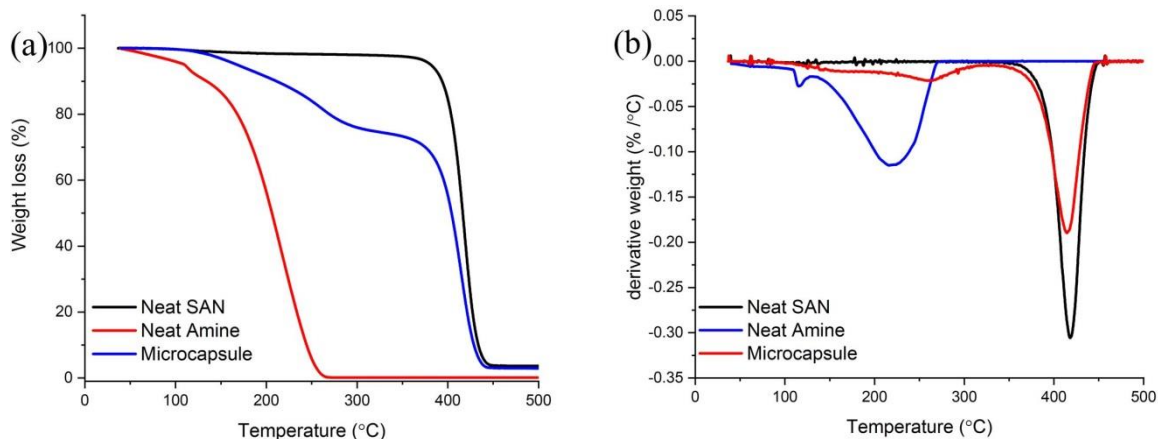 (a)
Weight loss (%)
100
80
60
40
20
0
Neat SAN
Neat Amine
Microcapsule
0
100
200
300
400
500
Temperature (°C)
(b)
derivative weight (% /°C)
0.00
-0.05
-0.10
-0.15
-0.20
-0.25
-0.30
-0.35
Neat SAN
Neat Amine
Microcapsule
0
100
200
300
400
500
Temperature (°C)